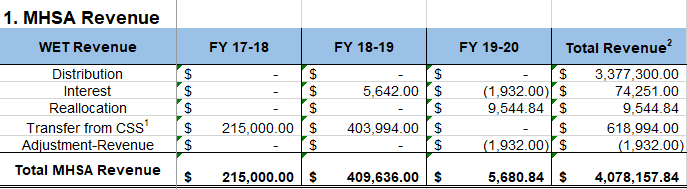 1. MHSA Revenue
WET Revenue FY 17-18 FY 18-19 FY 19-20 Total Revenue2
Distribution $ - $ - $ - $ 3,377,300.00
Interest $ - $ 5,642.00 $ (1,932.00) $ 74,251.00
Reallocation $ - $ - $ 9,544.84 $ 9,544.84
Transfer from CSS1 $ 215,000.00 $ 403,994.00 $ - $ 618,994.00
Adjustment-Revenue $ - $ - $ (1,932.00) $ (1,932.00)
Total MHSA Revenue $ 215,000.00 $ 409,636.00 $ 5,680.84 $ 4,078,157.84